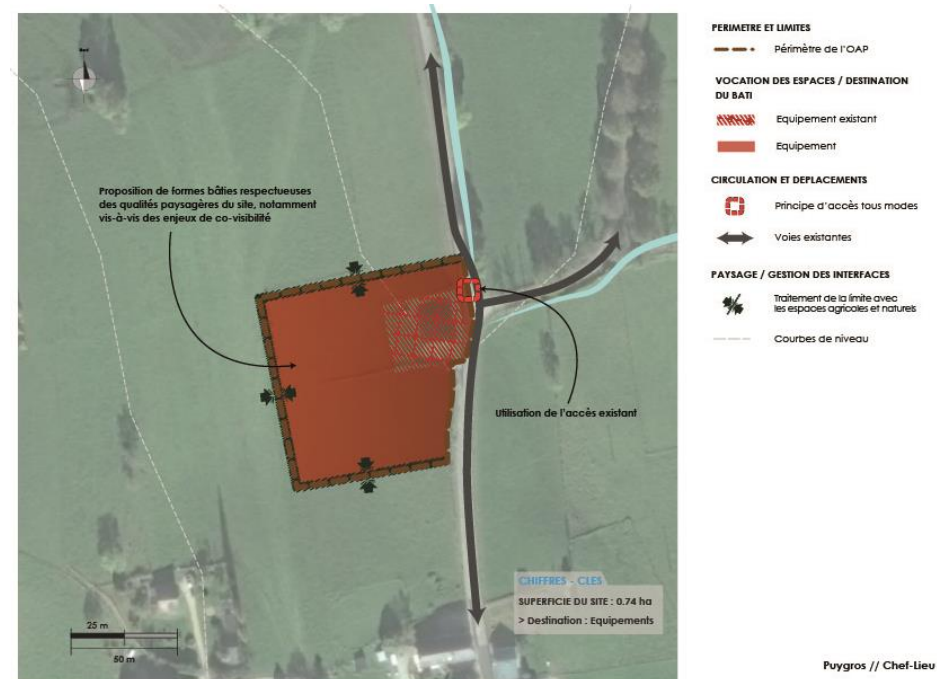 Nord
Proposition de formes bâties respectueuses
des qualités paysagères du site, notamment
vis-à-vis des enjeux de co-visibilité
Utilisation de l'accès existant
CHIFFRES - CLES
SUPERFICIE DU SITE : 0.74 ha
> Destination : Equipements
25 m
50 m
PERIMETRE ET LIMITES
Périmètre de l'OAP
VOCATION DES ESPACES / DESTINATION
DU BATI
Equipement existant
Equipement
CIRCULATION ET DEPLACEMENTS
Principe d'accès tous modes
Voies existantes
PAYSAGE / GESTION DES INTERFACES
Traitement de la limite avec
les espaces agricoles et naturels
Courbes de niveau
Puygros // Chef-Lieu